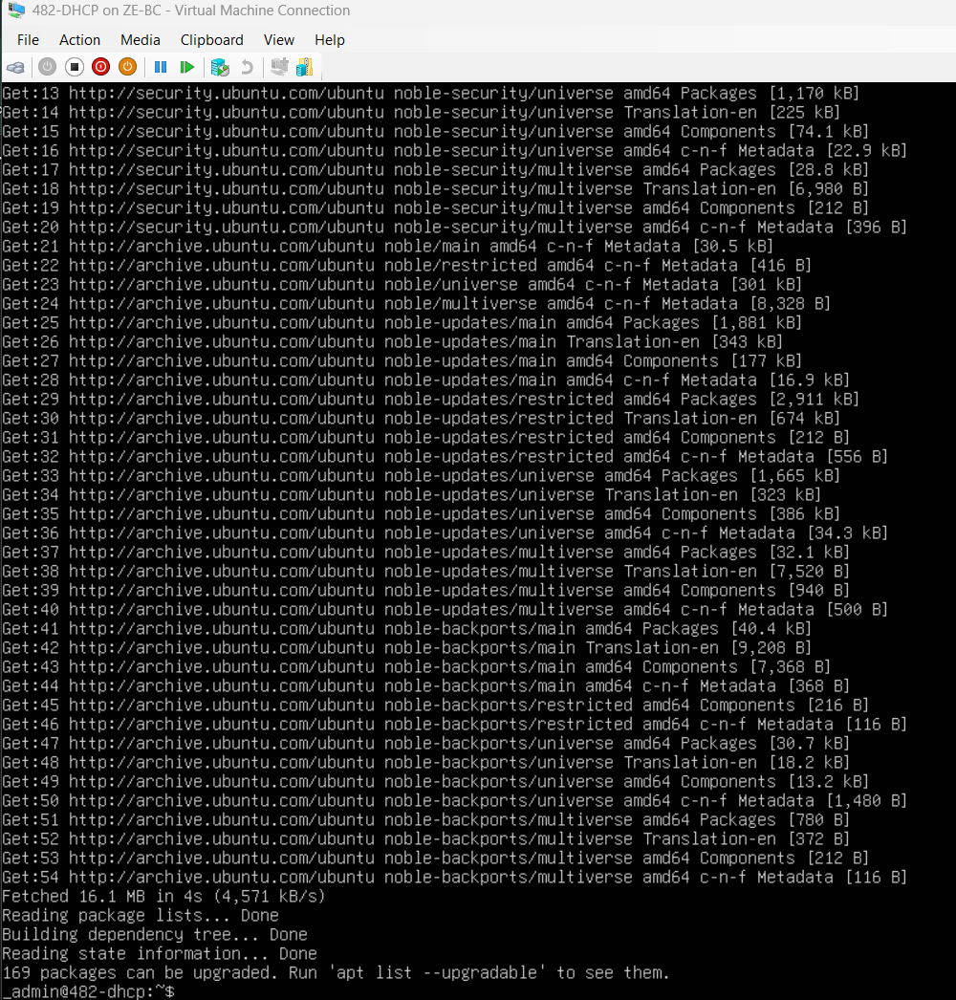 482-DHCP on ZE-BC - Virtual Machine Connection
File Action Media Clipboard View Help
Get:13 http://security.ubuntu.com/ubuntu noble-security/universe amd64 Packages [1,170 kB]
Get:14 http://security.ubuntu.com/ubuntu noble-security/universe Translation-en [225 kB]
Get:15 http://security.ubuntu.com/ubuntu noble-security/universe amd64 Components [74.1 kB]
Get:16 http://security.ubuntu.com/ubuntu noble-security/universe amd64 c-n-f Metadata [22.9 kB]
Get:17 http://security.ubuntu.com/ubuntu noble-security/multiverse amd64 Packages [28.8 kB]
Get:18 http://security.ubuntu.com/ubuntu noble-security/multiverse Translation-en [6,980 B]
Get:19 http://security.ubuntu.com/ubuntu noble-security/multiverse amd64 Components [212 B]
Get:20 http://security.ubuntu.com/ubuntu noble-security/multiverse amd64 c-n-f Metadata [396 B]
Get:21 http://archive.ubuntu.com/ubuntu noble/main amd64 c-n-f Metadata [30.5 kB]
Get:22 http://archive.ubuntu.com/ubuntu noble/restricted amd64 c-n-f Metadata [416 B]
Get:23 http://archive.ubuntu.com/ubuntu noble/universe amd64 c-n-f Metadata [301 kB]
Get:24 http://archive.ubuntu.com/ubuntu noble/multiverse amd64 c-n-f Metadata [8,328 B]
Get:25 http://archive.ubuntu.com/ubuntu noble-updates/main amd64 Packages [1,881 kB]
Get:26 http://archive.ubuntu.com/ubuntu noble-updates/main Translation-en [343 kB]
Get:27 http://archive.ubuntu.com/ubuntu noble-updates/main amd64 Components [177 kB]
Get:28 http://archive.ubuntu.com/ubuntu noble-updates/main amd64 c-n-f Metadata [16.9 kB]
Get:29 http://archive.ubuntu.com/ubuntu noble-updates/restricted amd64 Packages [2,911 kB]
Get:30 http://archive.ubuntu.com/ubuntu noble-updates/restricted Translation-en [674 kB]
Get:31 http://archive.ubuntu.com/ubuntu noble-updates/restricted amd64 Components [212 B]
Get:32 http://archive.ubuntu.com/ubuntu noble-updates/restricted amd64 c-n-f Metadata [556 B]
Get:33 http://archive.ubuntu.com/ubuntu noble-updates/universe amd64 Packages [1,665 kB]
Get:34 http://archive.ubuntu.com/ubuntu noble-updates/universe Translation-en [323 kB]
Get:35 http://archive.ubuntu.com/ubuntu noble-updates/universe amd64 Components [386 kB]
Get:36 http://archive.ubuntu.com/ubuntu noble-updates/universe amd64 c-n-f Metadata [34.3 kB]
Get:37 http://archive.ubuntu.com/ubuntu noble-updates/multiverse amd64 Packages [32.1 kB]
Get:38 http://archive.ubuntu.com/ubuntu noble-updates/multiverse Translation-en [7,520 B]
Get:39 http://archive.ubuntu.com/ubuntu noble-updates/multiverse amd64 Components [940 B]
Get:40 http://archive.ubuntu.com/ubuntu noble-updates/multiverse amd64 c-n-f Metadata [500 B]
Get:41 http://archive.ubuntu.com/ubuntu noble-backports/main amd64 Packages [40.4 kB]
Get:42 http://archive.ubuntu.com/ubuntu noble-backports/main Translation-en [9,208 B]
Get:43 http://archive.ubuntu.com/ubuntu noble-backports/main amd64 Components [7,368 B]
Get:44 http://archive.ubuntu.com/ubuntu noble-backports/main amd64 c-n-f Metadata [368 B]
Get:45 http://archive.ubuntu.com/ubuntu noble-backports/restricted amd64 Components [216 B]
Get:46 http://archive.ubuntu.com/ubuntu noble-backports/restricted amd64 c-n-f Metadata [116 B]
Get:47 http://archive.ubuntu.com/ubuntu noble-backports/universe amd64 Packages [30.7 kB]
Get:48 http://archive.ubuntu.com/ubuntu noble-backports/universe Translation-en [18.2 kB]
Get:49 http://archive.ubuntu.com/ubuntu noble-backports/universe amd64 Components [13.2 kB]
Get:50 http://archive.ubuntu.com/ubuntu noble-backports/universe amd64 c-n-f Metadata [1,480 B]
Get:51 http://archive.ubuntu.com/ubuntu noble-backports/multiverse amd64 Packages [780 B]
Get:52 http://archive.ubuntu.com/ubuntu noble-backports/multiverse Translation-en [372 B]
Get:53 http://archive.ubuntu.com/ubuntu noble-backports/multiverse amd64 Components [212 B]
Get:54 http://archive.ubuntu.com/ubuntu noble-backports/multiverse amd64 c-n-f Metadata [116 B]
Fetched 16.1 MB in 4s (4,571 kB/s)
Reading package lists... Done
Building dependency tree... Done
Reading state information... Done
169 packages can be upgraded. Run 'apt list --upgradable' to see them.
_admin@482-dhcp:~$